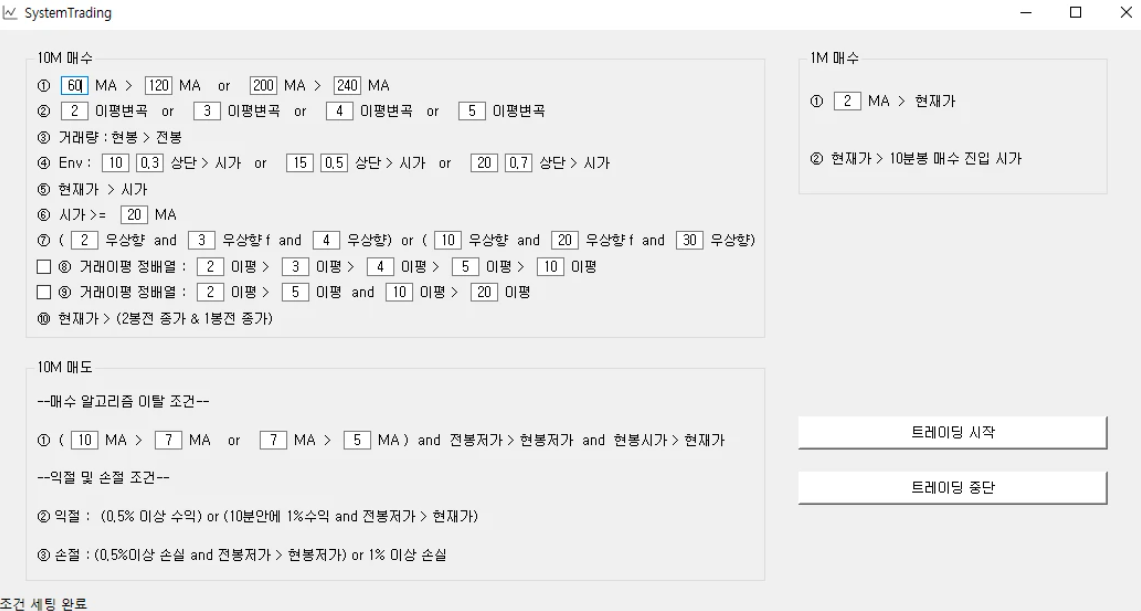 SystemTrading
10M 매수
① 60 MA > 120 MA or 200 MA > 240 MA
② 2 이평변곡 or 3 이평변곡 or 4 이평변곡 or 5 이평변곡
③ 거래량 : 현봉 > 전봉
④ Env : 10 0,3 상단 > 시가 or 15 0,5 상단 > 시가 or 20 0,7 상단 > 시가
⑤ 현재가 > 시가
⑥ 시가 >= 20 MA
⑦ ( 2 우상향 and 3 우상향 f and 4 우상향) or ( 10 우상향 and 20 우상향 f and 30 우상향)
⑧ 거래이평 정배열 : 2 이평 > 3 이평 > 4 이평 > 5 이평 > 10 이평
⑨ 거래이평 정배열 : 2 이평 > 5 이평 and 10 이평 > 20 이평
⑩ 현재가 > (2봉전 종가 & 1봉전 종가)
1M 매수
① 2 MA > 현재가
② 현재가 > 10분봉 매수 진입 시가
10M 매도
--매수 알고리즘 이탈 조건--
① ( 10 MA > 7 MA or 7 MA > 5 MA ) and 전봉저가 > 현봉저가 and 현봉시가 > 현재가
--익절 및 손절 조건--
② 익절 : (0,5% 이상 수익) or (10분안에 1%수익 and 전봉저가 > 현재가)
③ 손절 : (0,5%이상 손실 and 전봉저가 > 현봉저가) or 1% 이상 손실
트레이딩 시작
트레이딩 중단
조건 세팅 완료